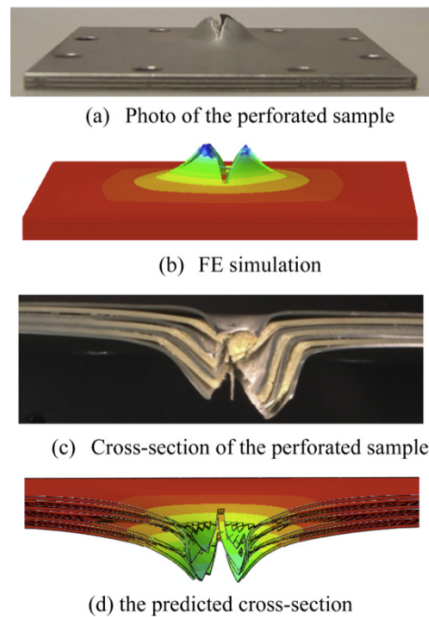 (a) Photo of the perforated sample
(b) FE simulation
(c) Cross-section of the perforated sample
(d) the predicted cross-section